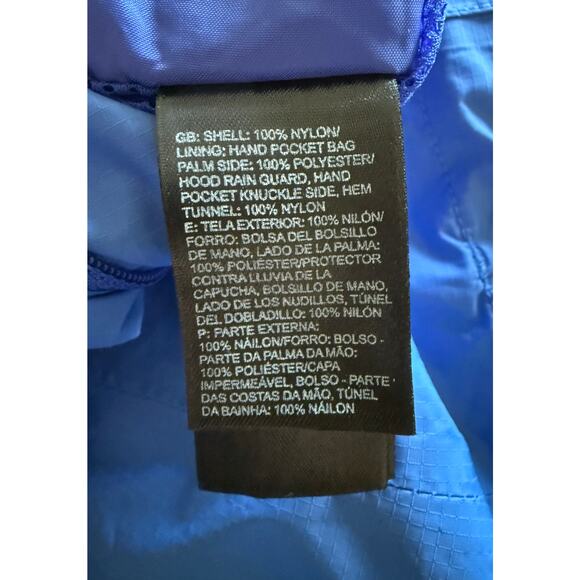 GB: SHELL: 100% NYLON/
LINING: HAND POCKET BAG
PALM SIDE: 100% POLYESTER/
HOOD RAIN GUARD, HAND
POCKET KNUCKLE SIDE, HEM
TUNNEL: 100% NYLON
E: TELA EXTERIOR: 100% NILÓN/
FORRO: BOLSA DEL BOLSILLO
DE MANO, LADO DE LA PALMA:
100% POLIÉSTER/PROTECTOR
CONTRA LLUVIA DE LA
CAPUCHA, BOLSILLO DE MANO,
LADO DE LOS NUDILLOS, TÚNEL
DEL DOBLADILLO: 100% NILÓN
P: PARTE EXTERNA:
100% NÁILON/FORRO: BOLSO -
PARTE DA PALMA DA MÃO:
100% POLIÉSTER/CAPA
IMPERMEÁVEL, BOLSO - PARTE
DAS COSTAS DA MÃO, TÚNEL
DA BAINHA: 100% NÁILON